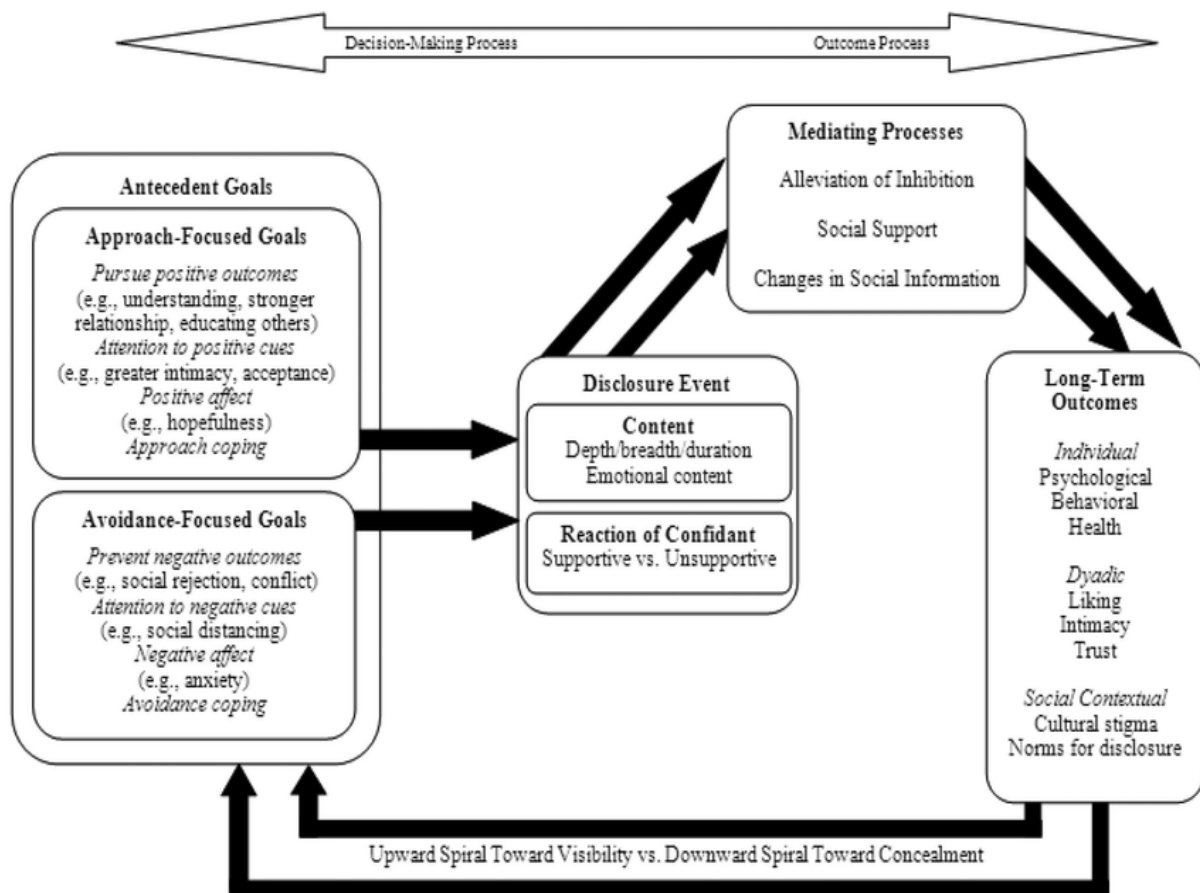 Decision-Making Process
Outcome Process
Antecedent Goals
Approach-Focused Goals
Pursue positive outcomes
(e.g., understanding, stronger
relationship, educating others)
Attention to positive cues
(e.g., greater intimacy, acceptance)
Positive affect
(e.g., hopefulness)
Approach coping
Avoidance-Focused Goals
Prevent negative outcomes
(e.g., social rejection, conflict)
Attention to negative cues
(e.g., social distancing)
Negative affect
(e.g., anxiety)
Avoidance coping
Disclosure Event
Content
Depth/breadth/duration
Emotional content
Reaction of Confidant
Supportive vs. Unsupportive
Mediating Processes
Alleviation of Inhibition
Social Support
Changes in Social Information
Long-Term
Outcomes
Individual
Psychological
Behavioral
Health
Dyadic
Liking
Intimacy
Trust
Social Contextual
Cultural stigma
Norms for disclosure
Upward Spiral Toward Visibility vs. Downward Spiral Toward Concealment